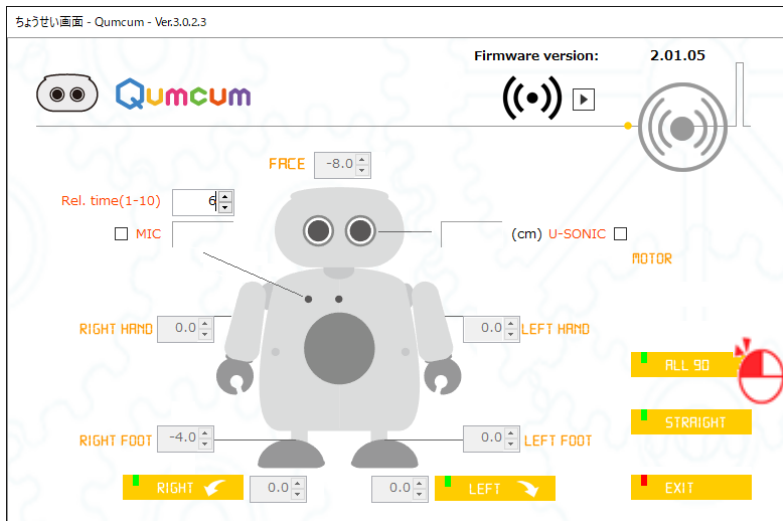 ちょうせい画面 - Qumcum - Ver.3.0.2.3
Firmware version: 2.01.05
Qumcum
FACE -8.0
Rel. time(1-10) 6
MIC
(cm) U-SONIC
MOTOR
RIGHT HAND 0.0
0.0 LEFT HAND
ALL 90
STRAIGHT
RIGHT FOOT -4.0
0.0 LEFT FOOT
RIGHT 0.0
0.0 LEFT
EXIT